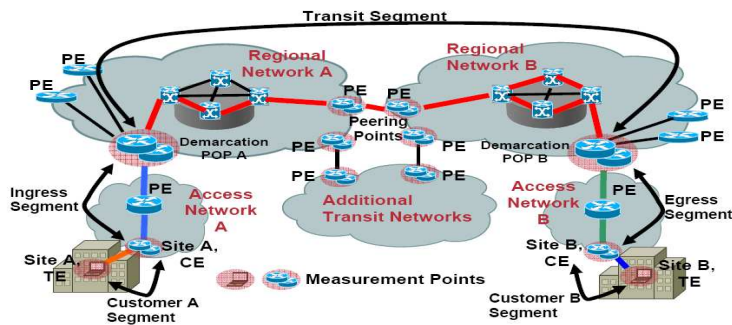 Transit Segment
Regional
Network A
Regional
Network B
PE
PE
PE
PE
Peering
Points
PE
PE
PE
PE
PE
PE
Demarcation
POP A
Demarcation
POP B
Ingress
Segment
PE
Access
Network
A
Additional
Transit Networks
Access
Network
B
PE
Egress
Segment
Site A,
CE
Site A,
TE
Site B,
CE
Site B,
TE
Customer A
Segment
Measurement Points
Customer B
Segment